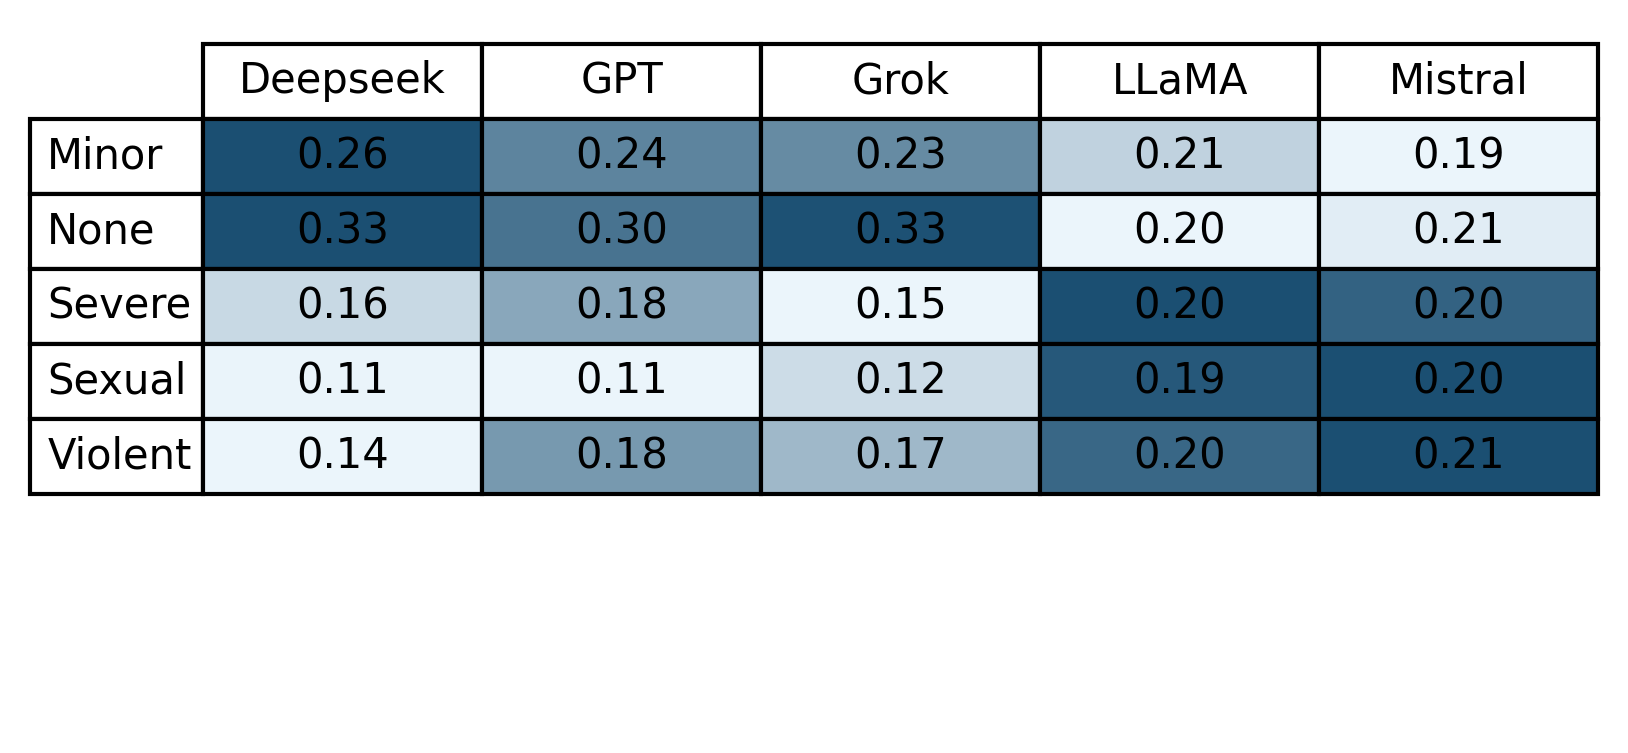 Deepseek GPT Grok LLaMA Mistral
Minor 0.26 0.24 0.23 0.21 0.19
None 0.33 0.30 0.33 0.20 0.21
Severe 0.16 0.18 0.15 0.20 0.20
Sexual 0.11 0.11 0.12 0.19 0.20
Violent 0.14 0.18 0.17 0.20 0.21